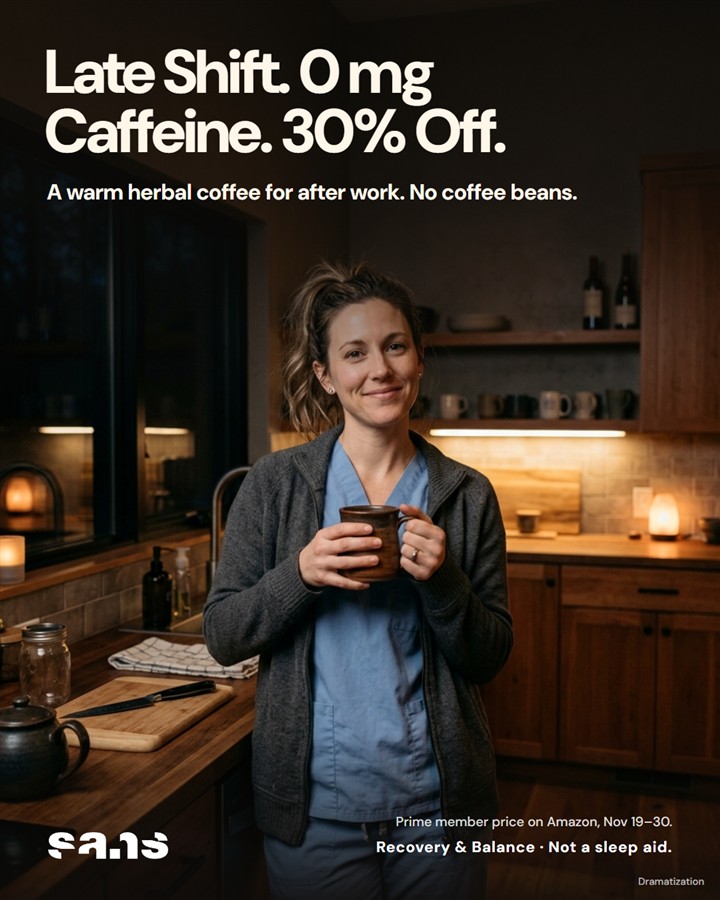 Late Shift. 0 mg
Caffeine. 30% Off.
A warm herbal coffee for after work. No coffee beans.
Prime member price on Amazon, Nov 19–30.
sans
Recovery & Balance · Not a sleep aid.
Dramatization